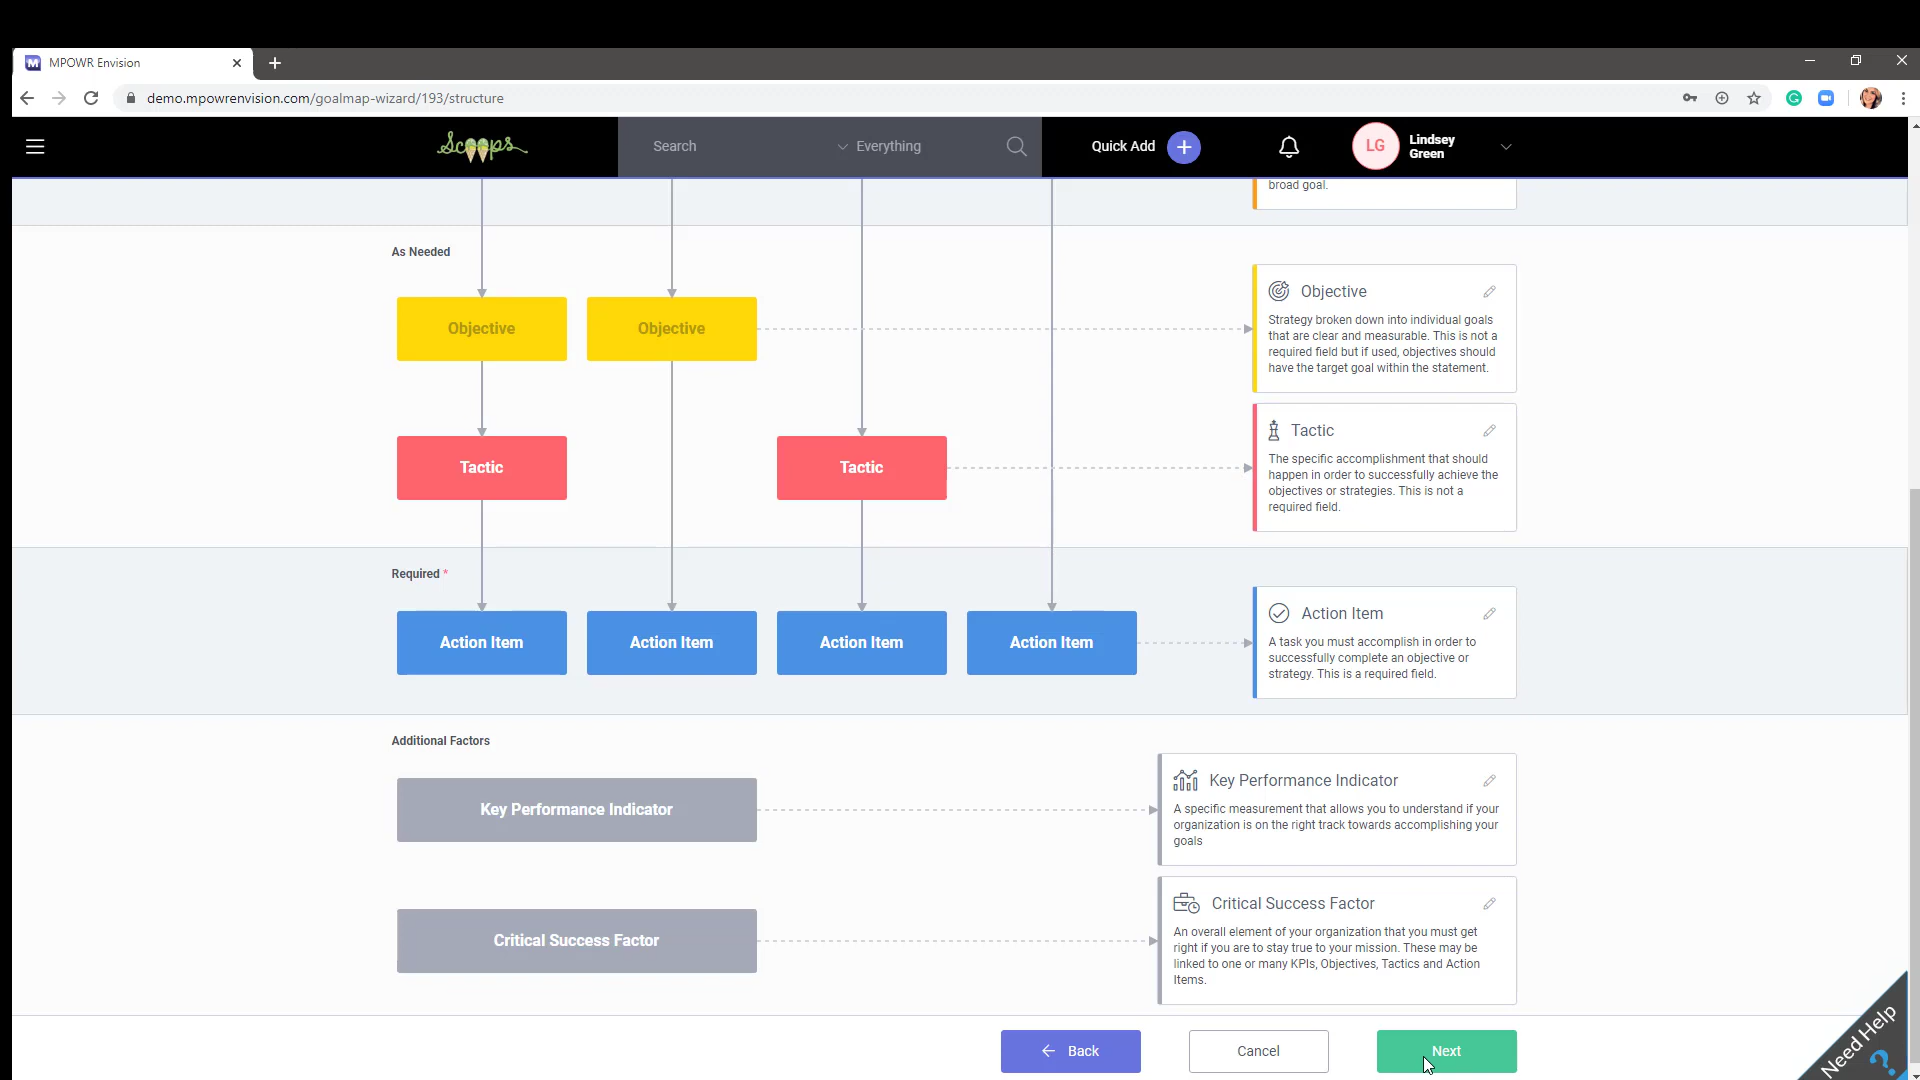 MPOWR Envision
demo.mpowrenvision.com/goalmap-wizard/193/structure
Scoops
Search
Everything
Quick Add
LG
Lindsey
Green
broad goal.
As Needed
Objective
Objective
Objective
Strategy broken down into individual goals
that are clear and measurable. This is not a
required field but if used, objectives should
have the target goal within the statement.
Tactic
Tactic
Tactic
The specific accomplishment that should
happen in order to successfully achieve the
objectives or strategies. This is not a
required field.
Required *
Action Item
Action Item
Action Item
Action Item
Action Item
A task you must accomplish in order to
successfully complete an objective or
strategy. This is a required field.
Additional Factors
Key Performance Indicator
Key Performance Indicator
A specific measurement that allows you to understand if your
organization is on the right track towards accomplishing your
goals
Critical Success Factor
Critical Success Factor
An overall element of your organization that you must get
right if you are to stay true to your mission. These may be
linked to one or many KPIs, Objectives, Tactics and Action
Items.
Back
Cancel
Next
Need Help
?